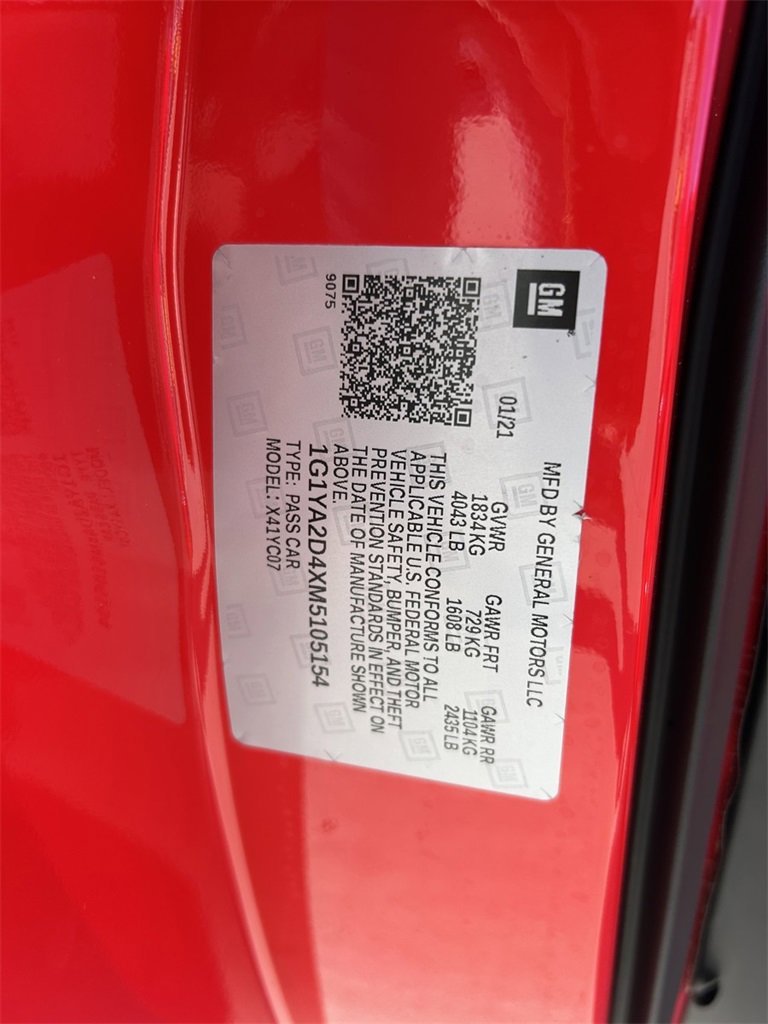 GM
MFD BY GENERAL MOTORS LLC
01/21
GVWR GAWR FRT GAWR RR
1834 KG 729 KG 1104 KG
4043 LB 1608 LB 2435 LB
THIS VEHICLE CONFORMS TO ALL
APPLICABLE U.S. FEDERAL MOTOR
VEHICLE SAFETY, BUMPER, AND THEFT
PREVENTION STANDARDS IN EFFECT ON
THE DATE OF MANUFACTURE SHOWN
ABOVE.
1G1YA2D4XM5105154
TYPE: PASS CAR
MODEL: X41YC07
9075